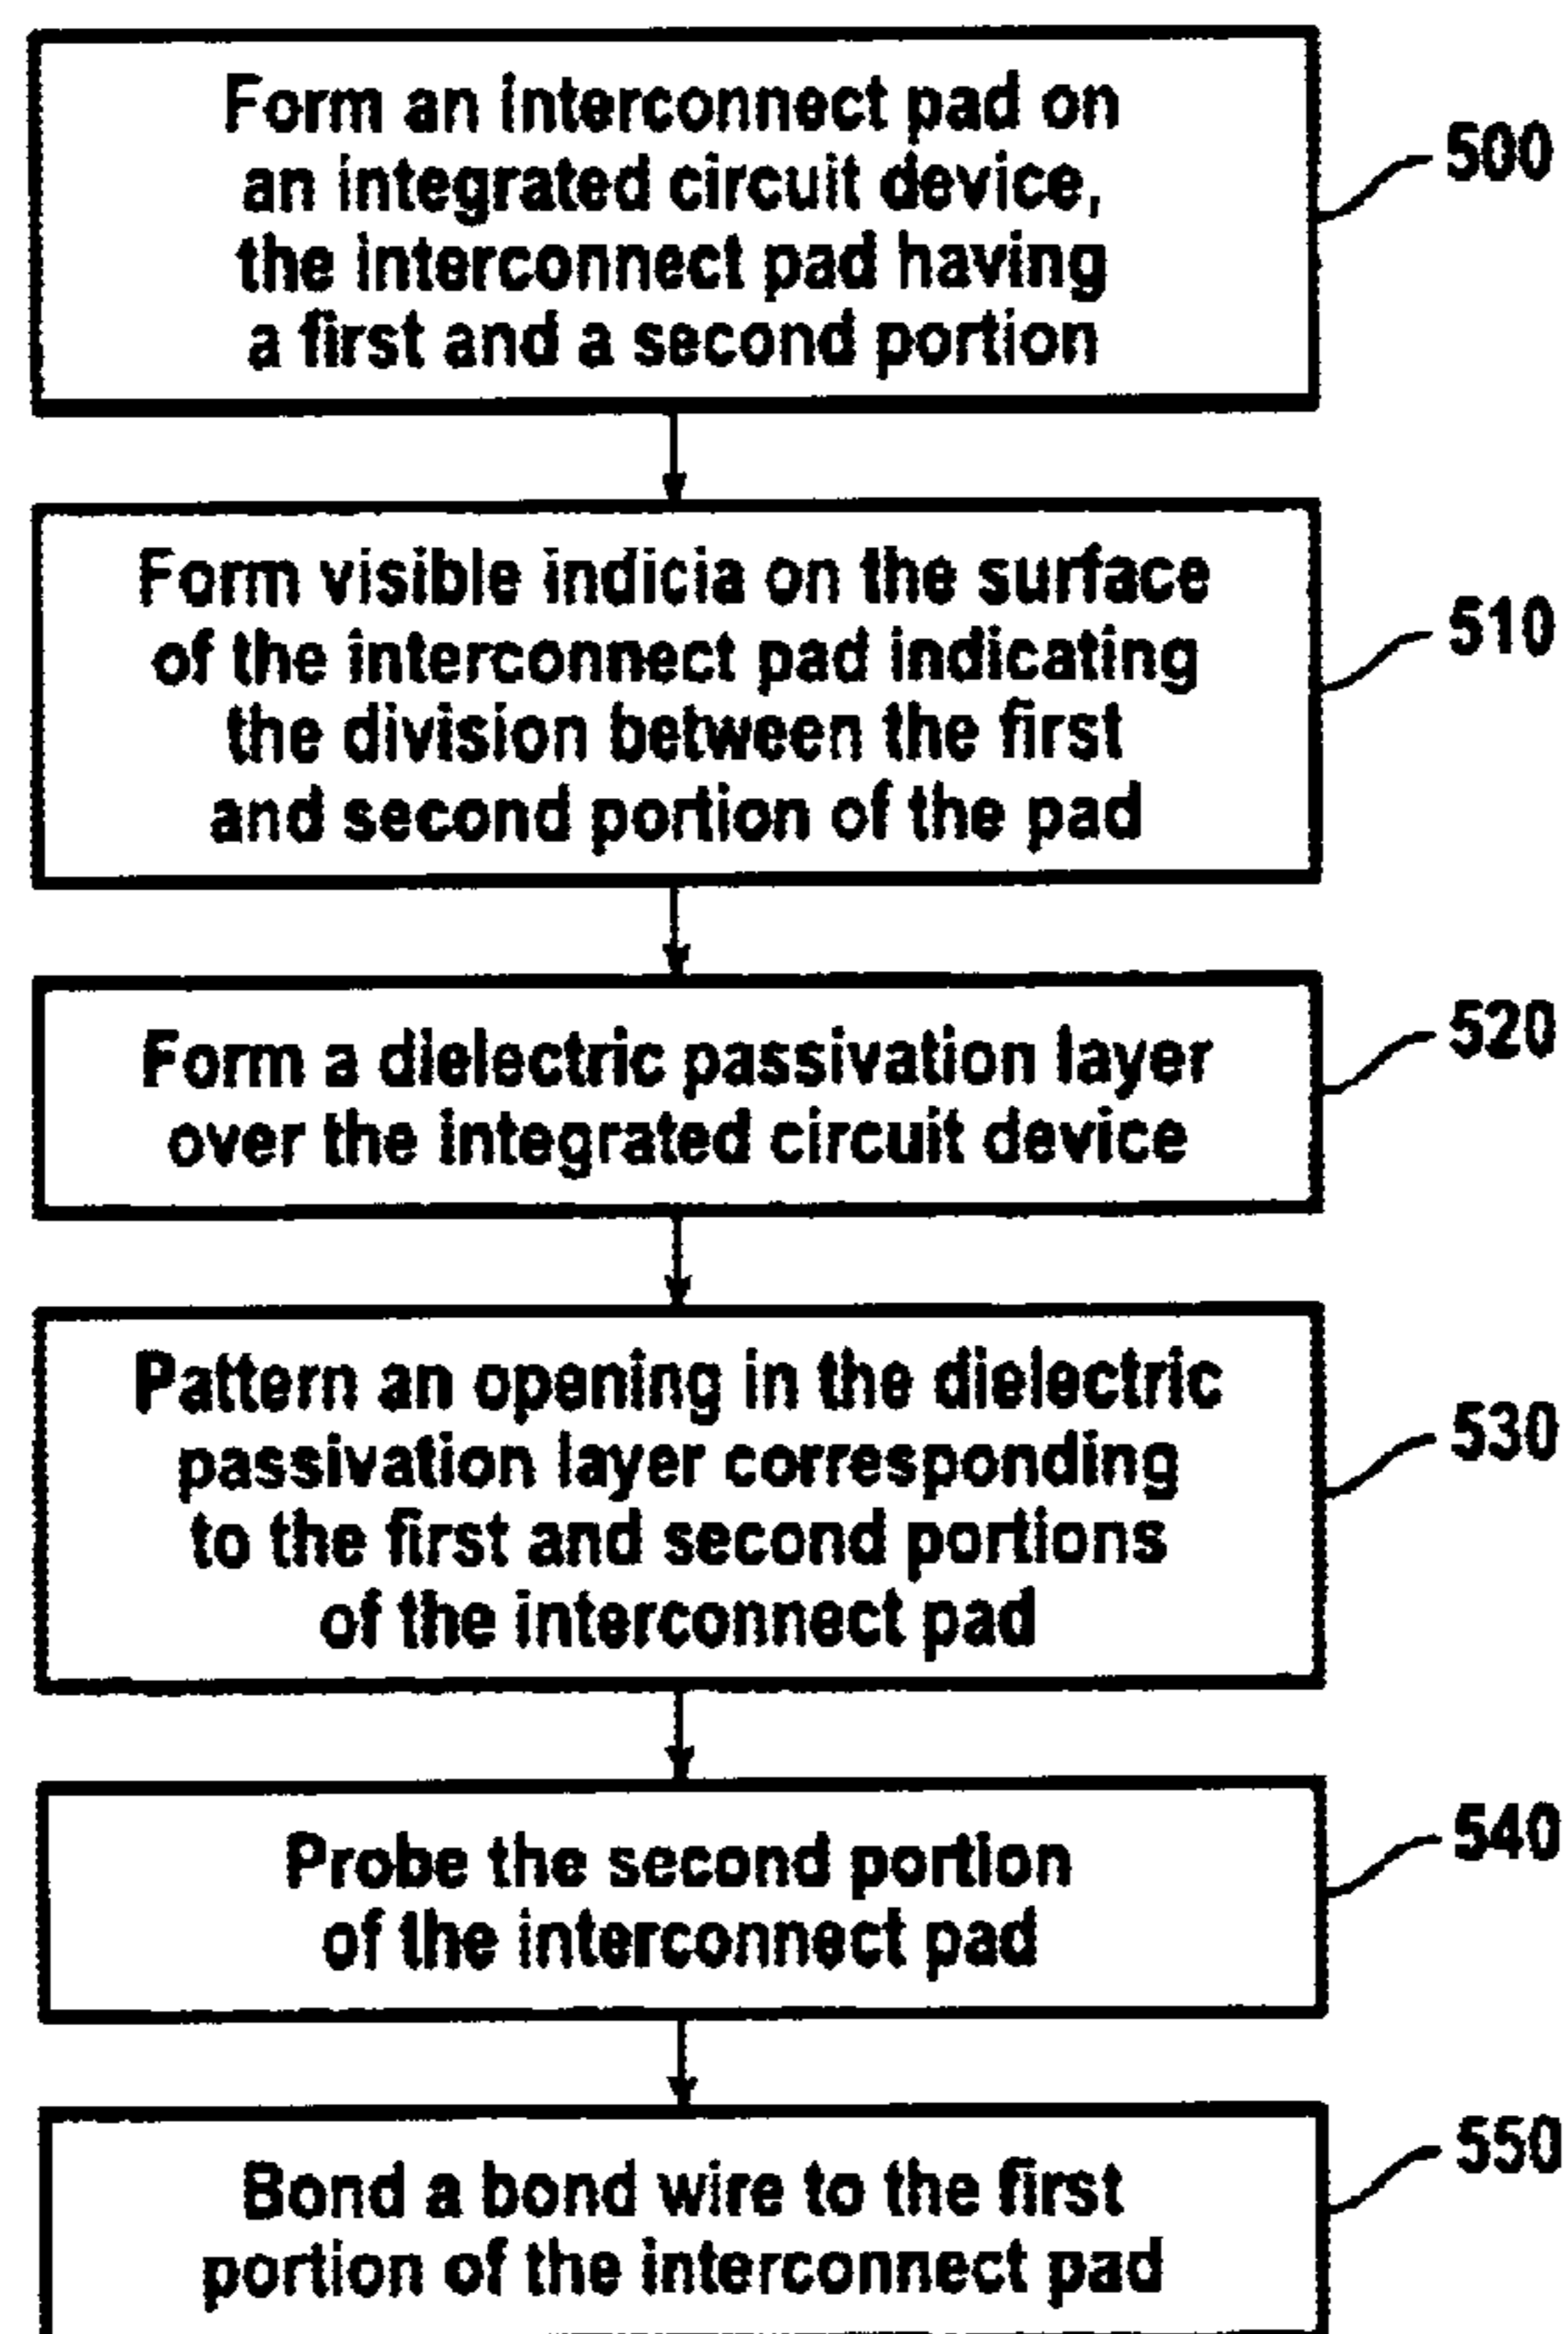 Form an interconnect pad on
an integrated circuit device,
the interconnect pad having
a first and a second portion
500
Form visible indicia on the surface
of the interconnect pad indicating
the division between the first
and second portion of the pad
510
Form a dielectric passivation layer
over the integrated circuit device
520
Pattern an opening in the dielectric
passivation layer corresponding
to the first and second portions
of the interconnect pad
530
Probe the second portion
of the interconnect pad
540
Bond a bond wire to the first
portion of the interconnect pad
550